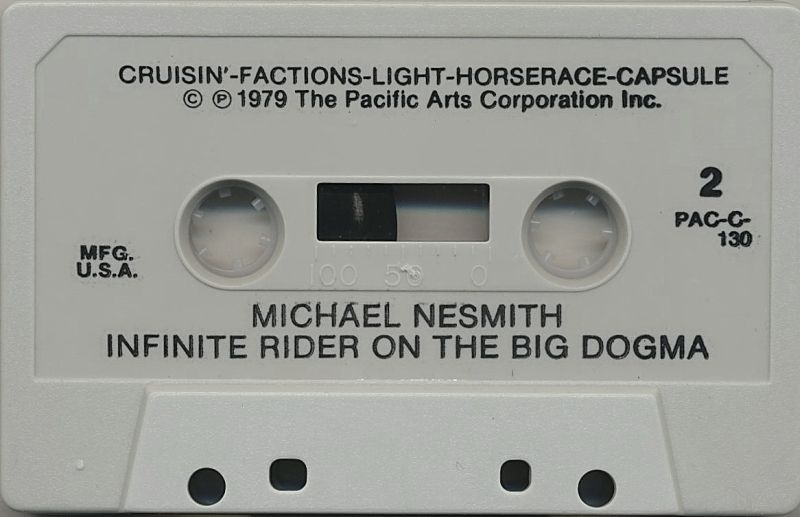 CRUISIN'-FACTIONS-LIGHT-HORSERACE-CAPSULE
© ℗ 1979 The Pacific Arts Corporation Inc.
2
PAC-C-
130
MFG.
U.S.A.
100 50 0
MICHAEL NESMITH
INFINITE RIDER ON THE BIG DOGMA